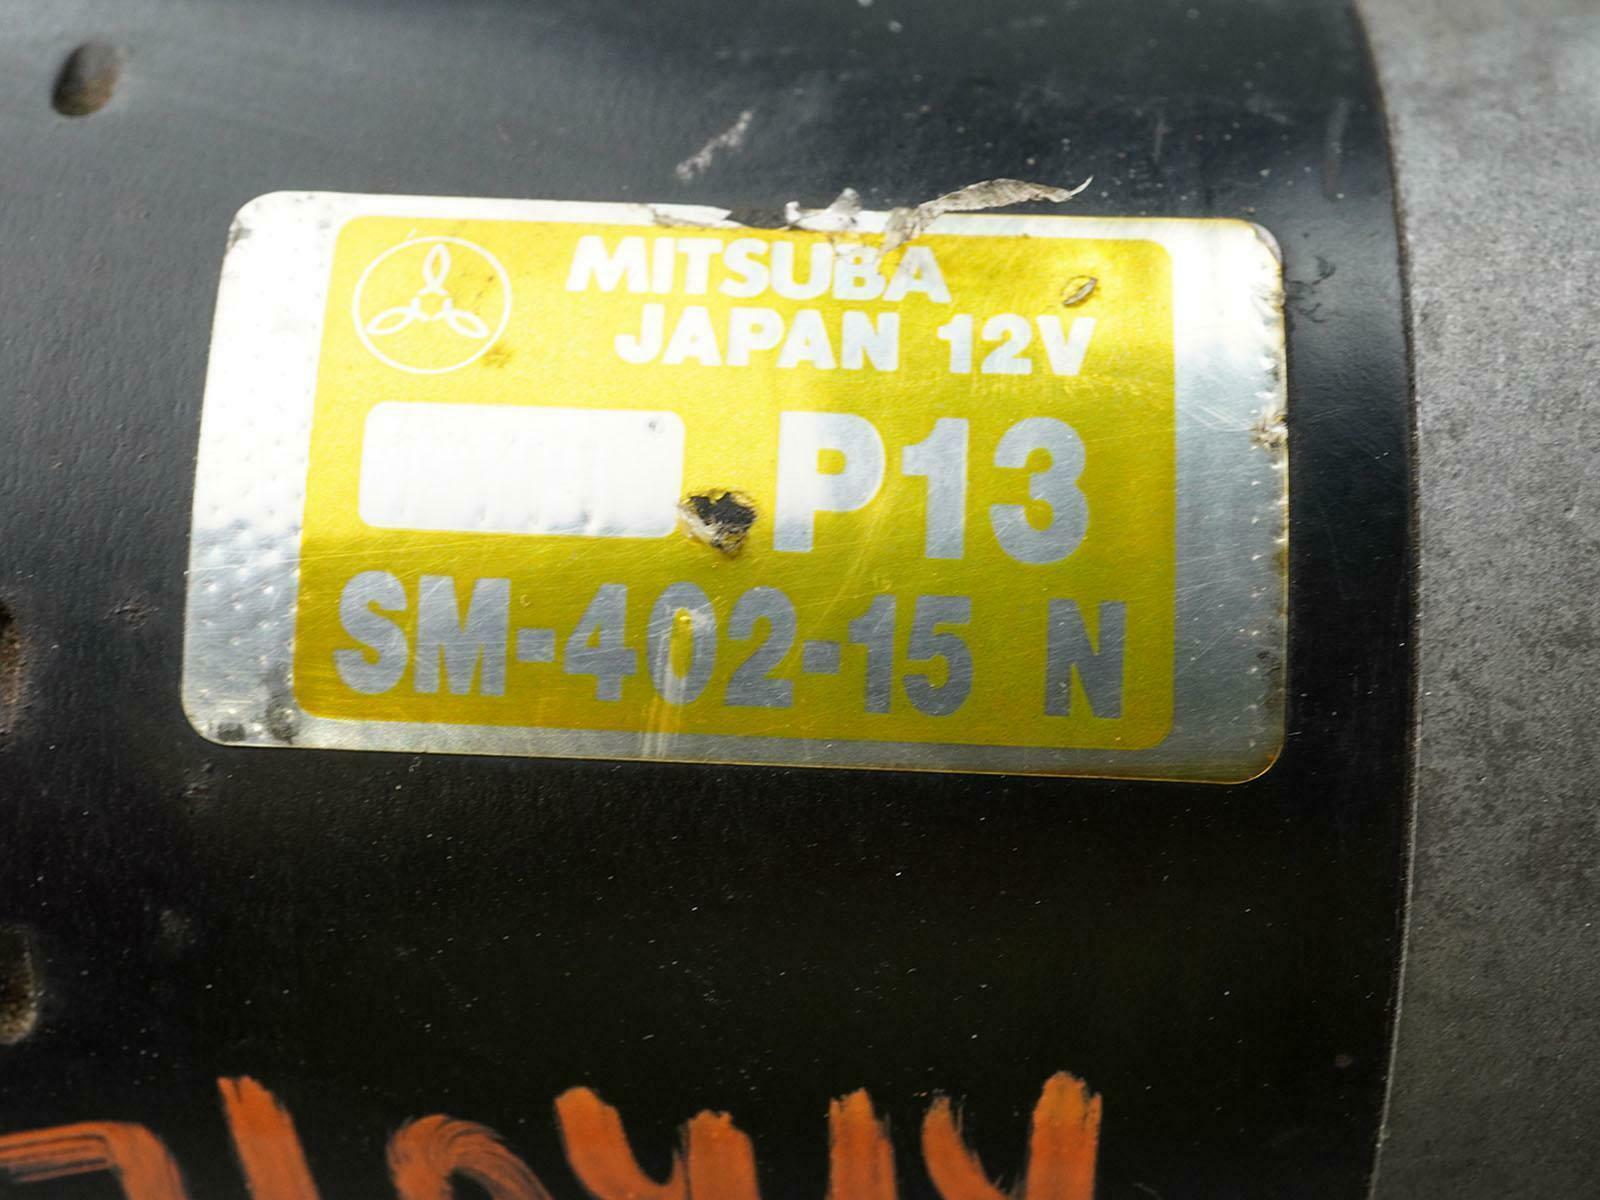 MITSUBA
JAPAN 12V
P13
SM-402-15 N